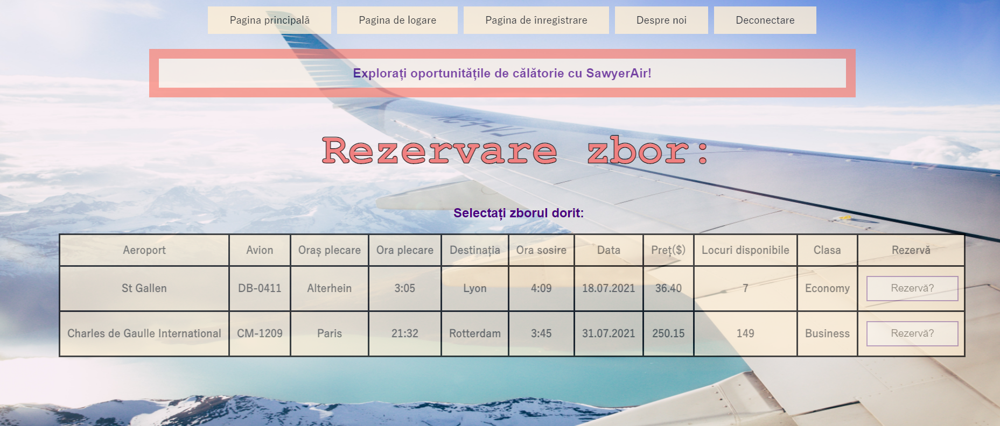 Pagina principală Pagina de logare Pagina de înregistrare Despre noi Deconectare
Explorați oportunitățile de călătorie cu SawyerAir!
Rezervare zbor:
Selectați zborul dorit:
Aeroport Avion Oraș plecare Ora plecare Destinația Ora sosire Data Preț($) Locuri disponibile Clasa Rezervă
St Gallen DB-0411 Alterhein 3:05 Lyon 4:09 18.07.2021 36.40 7 Economy Rezervă?
Charles de Gaulle International CM-1209 Paris 21:32 Rotterdam 3:45 31.07.2021 250.15 149 Business Rezervă?